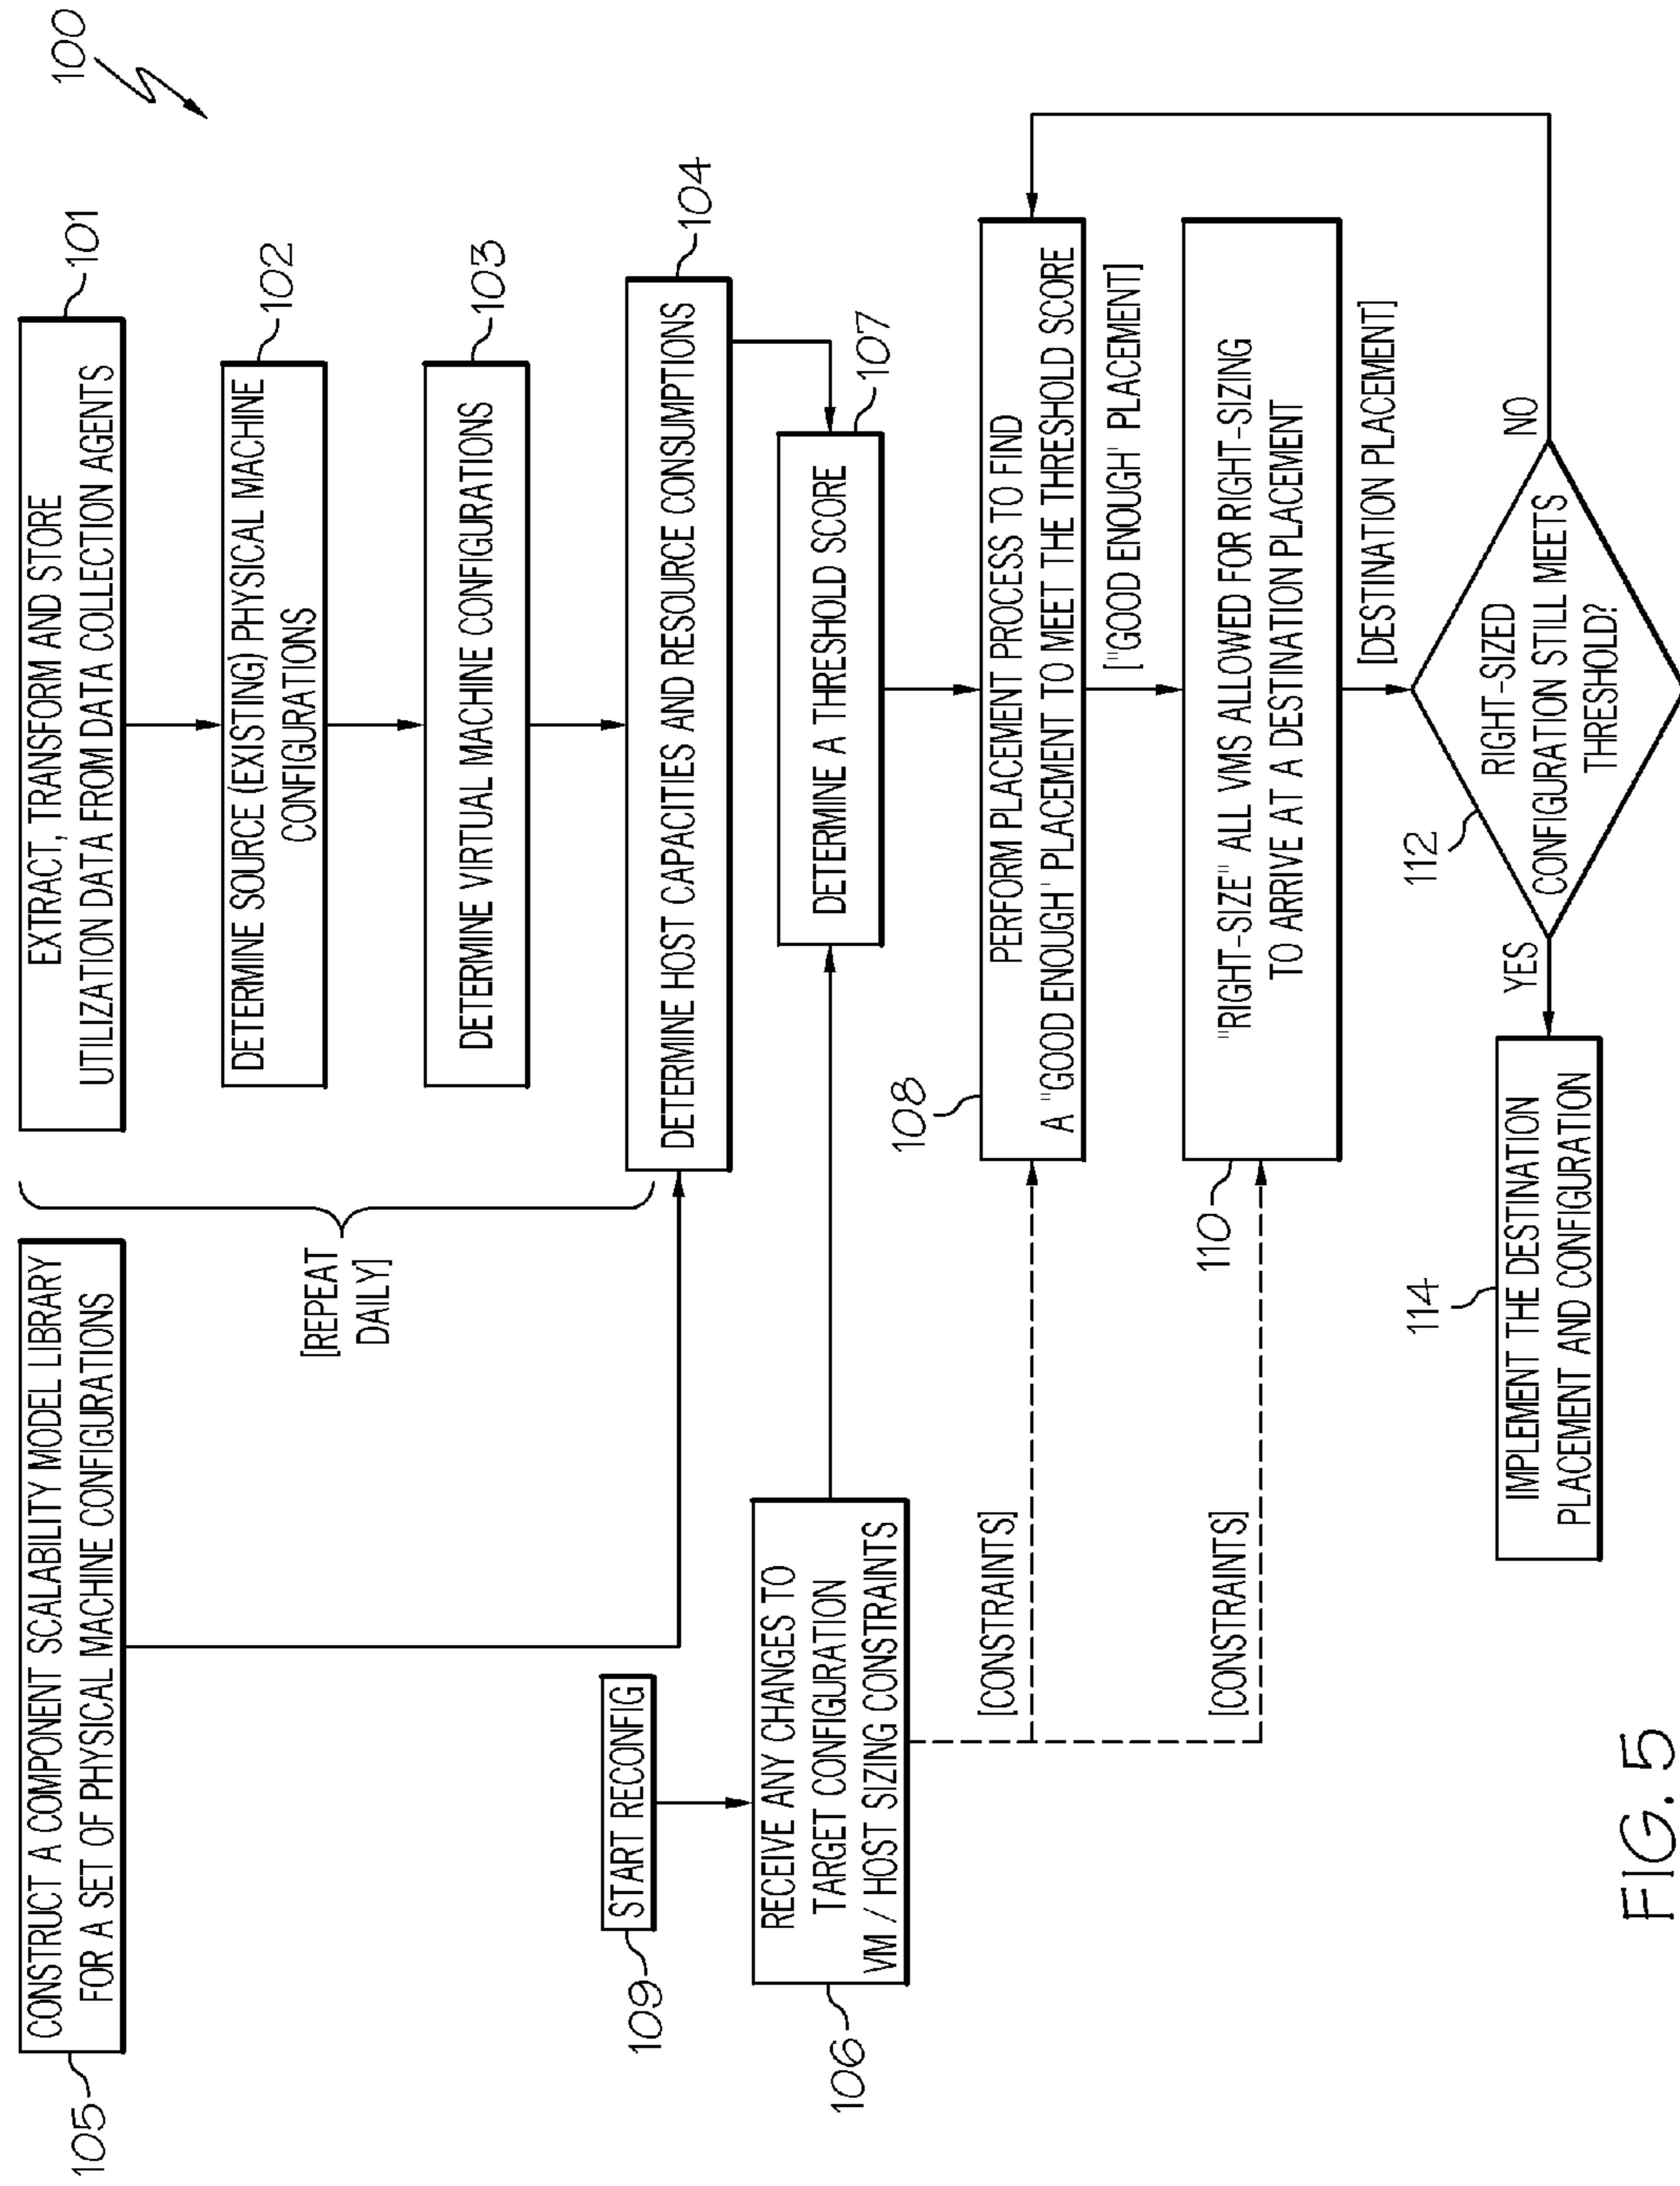 100
105
CONSTRUCT A COMPONENT SCALABILITY MODEL LIBRARY
FOR A SET OF PHYSICAL MACHINE CONFIGURATIONS
EXTRACT, TRANSFORM AND STORE
UTILIZATION DATA FROM DATA COLLECTION AGENTS
101
DETERMINE SOURCE (EXISTING) PHYSICAL MACHINE
CONFIGURATIONS
102
[REPEAT
DAILY]
DETERMINE VIRTUAL MACHINE CONFIGURATIONS
103
DETERMINE HOST CAPACITIES AND RESOURCE CONSUMPTIONS
104
109
START RECONFIG
106
RECEIVE ANY CHANGES TO
TARGET CONFIGURATION
VM / HOST SIZING CONSTRAINTS
DETERMINE A THRESHOLD SCORE
107
108
PERFORM PLACEMENT PROCESS TO FIND
A "GOOD ENOUGH' PLACEMENT TO MEET THE THRESHOLD SCORE
[CONSTRAINTS]
["GOOD ENOUGH' PLACEMENT]
110
"RIGHT-SIZE" ALL VMS ALLOWED FOR RIGHT-SIZING
TO ARRIVE AT A DESTINATION PLACEMENT
[CONSTRAINTS]
[DESTINATION PLACEMENT]
112
RIGHT-SIZED
CONFIGURATION STILL MEETS
THRESHOLD?
YES
NO
114
IMPLEMENT THE DESTINATION
PLACEMENT AND CONFIGURATION
FIG. 5